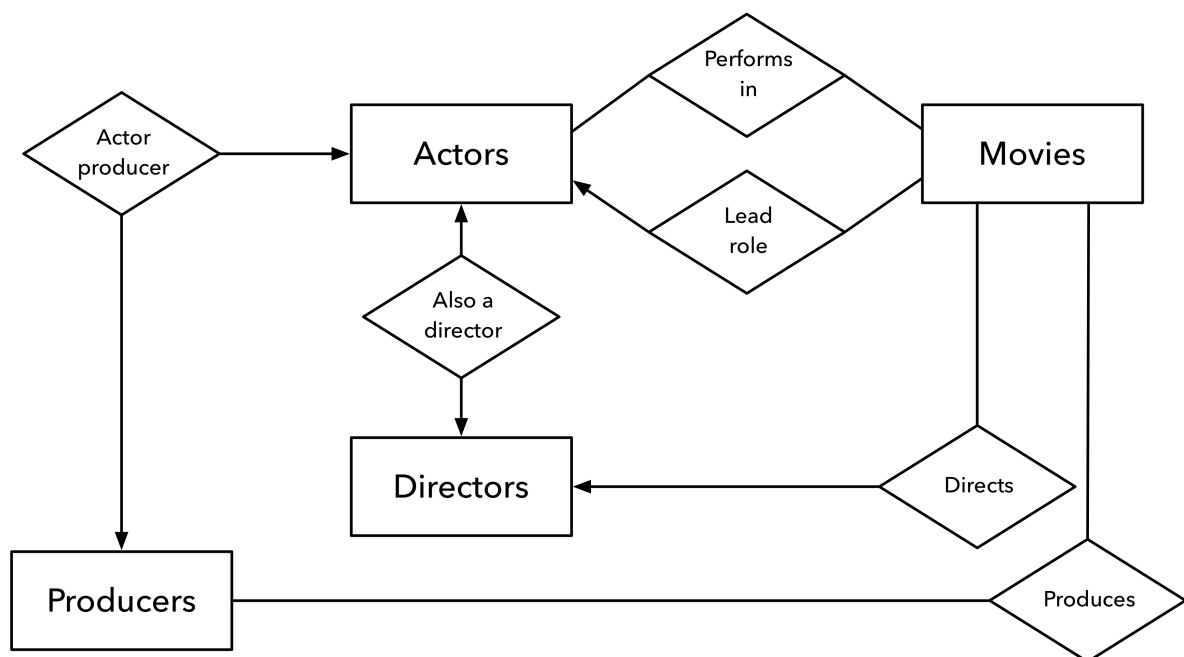 Performs
in
Actor
producer
Actors
Movies
Lead
role
Also a
director
Directors
Directs
Producers
Produces